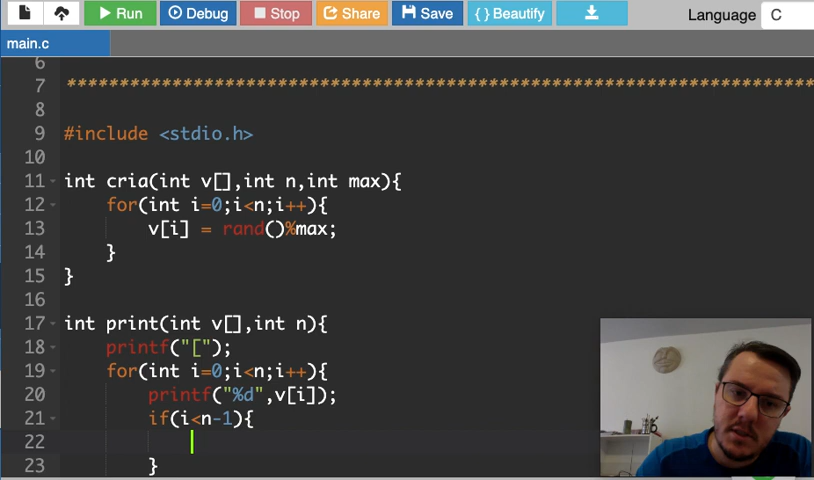 Run Debug Stop Share Save { } Beautify Language C
main.c
6
7 ***********************************************************************
8
9 #include <stdio.h>
10
11 int cria(int v[],int n,int max){
12 for(int i=0;i<n;i++){
13 v[i] = rand()%max;
14 }
15 }
16
17 int print(int v[],int n){
18 printf("[");
19 for(int i=0;i<n;i++){
20 printf("%d",v[i]);
21 if(i<n-1){
22
23 }